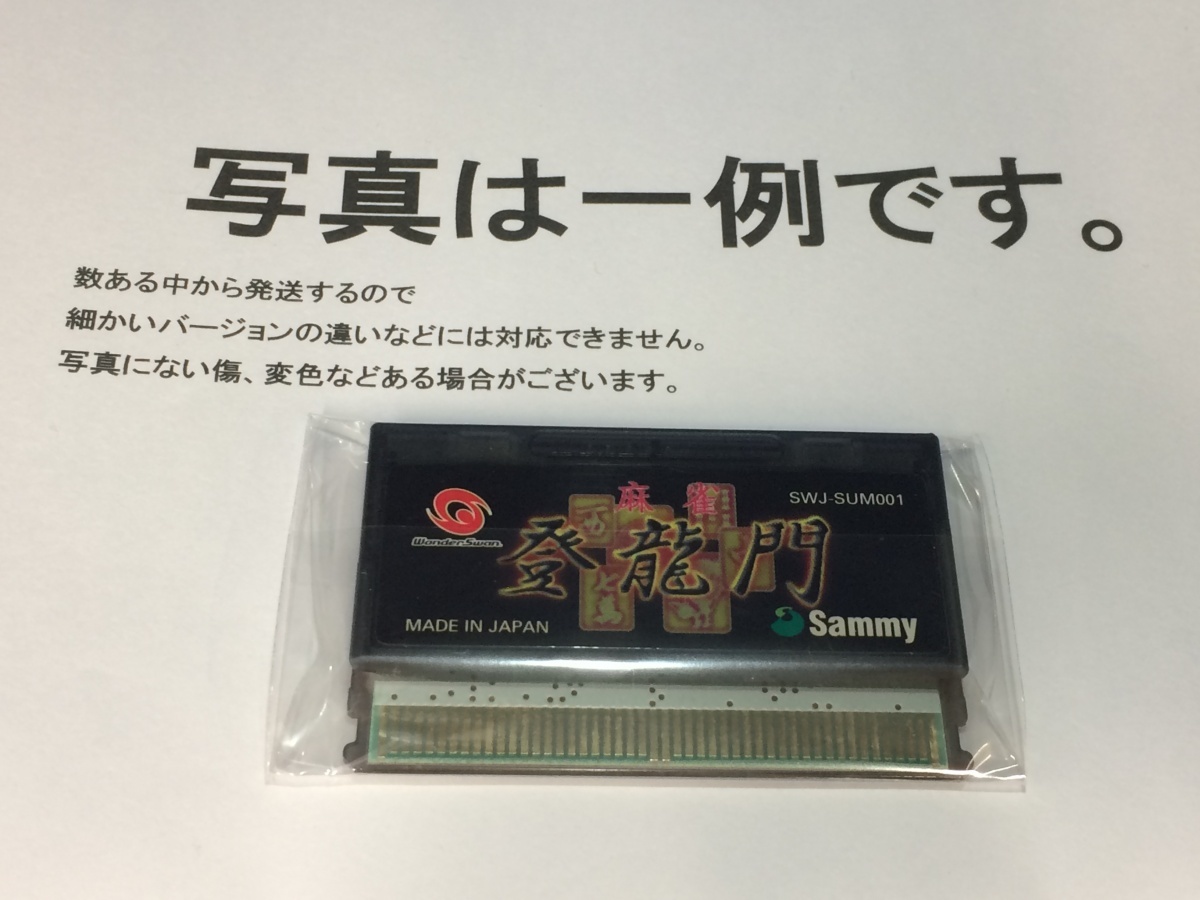 写真は一例です。
数ある中から発送するので
細かいバージョンの違いなどには対応できません。
写真にない傷、変色などある場合がございます。
麻雀
SWJ-SUM001
WonderSwan
登龍門
MADE IN JAPAN
Sammy